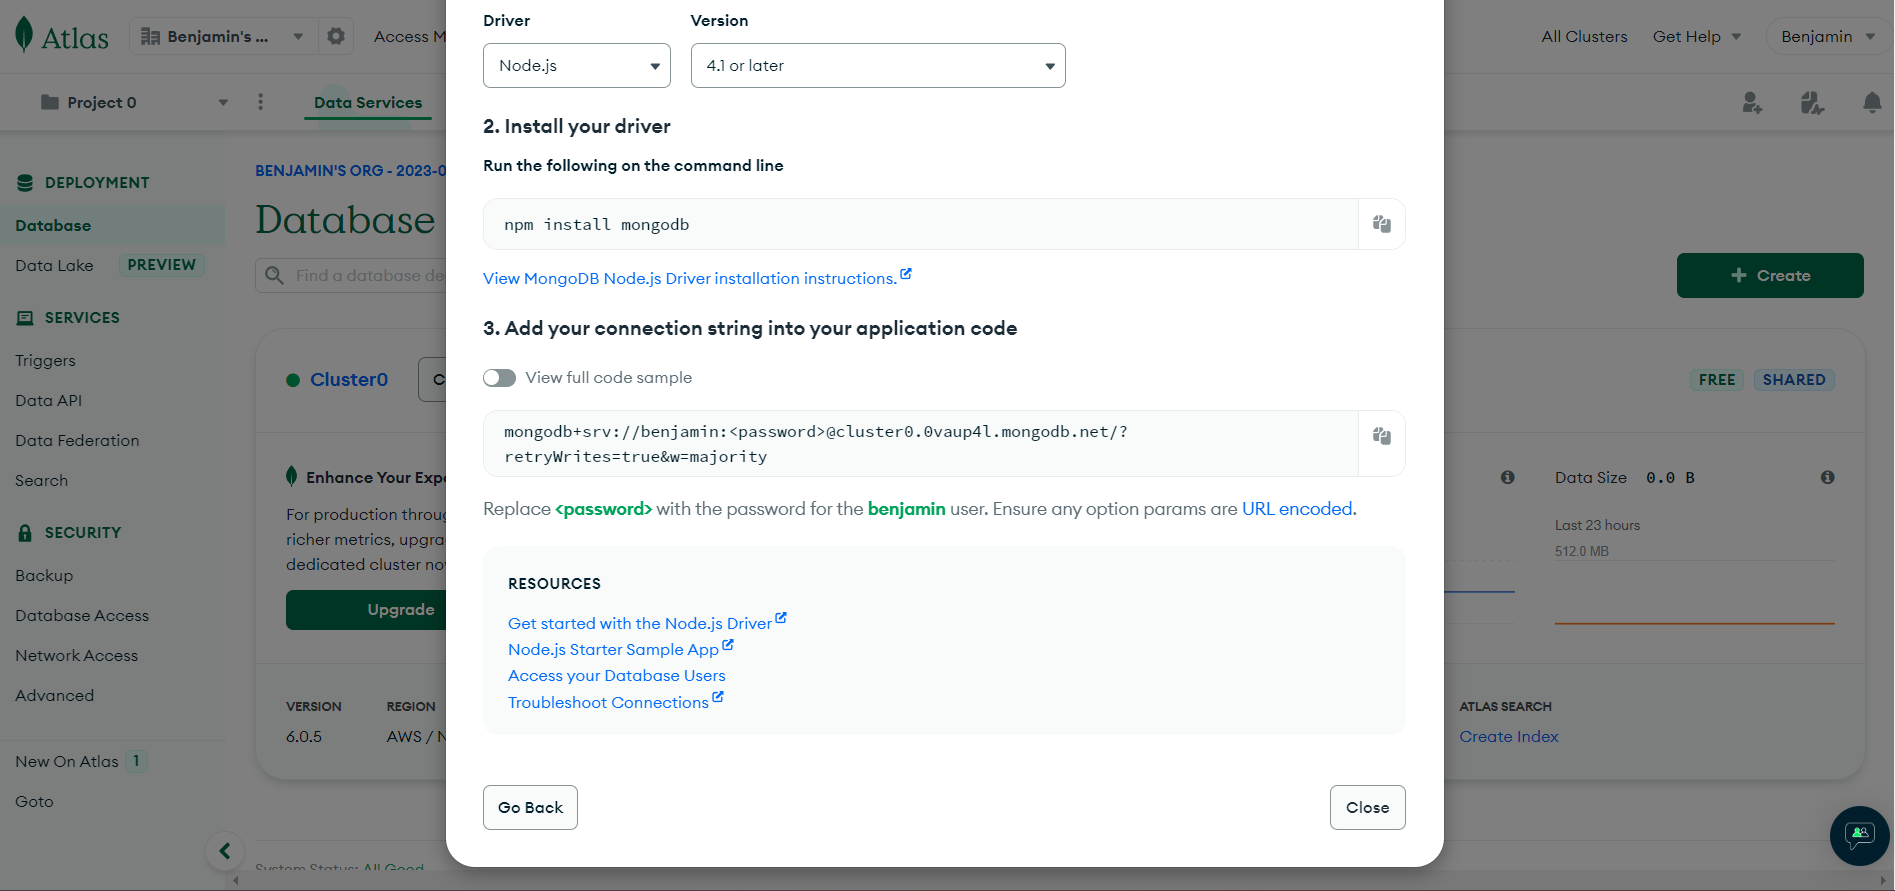 Atlas
Benjamin's ...
Access M
All Clusters
Get Help
Benjamin
Project 0
Data Services
DEPLOYMENT
Database
Data Lake
PREVIEW
SERVICES
Triggers
Data API
Data Federation
Search
SECURITY
Backup
Database Access
Network Access
Advanced
New On Atlas
1
Goto
BENJAMIN'S ORG - 2023-0
Database
Find a database de
Create
Cluster0
C
FREE
SHARED
Enhance Your Expe
For production throug
richer metrics, upgra
dedicated cluster no
Upgrade
VERSION
6.0.5
REGION
AWS / N
Data Size 0.0 B
Last 23 hours
512.0 MB
ATLAS SEARCH
Create Index
System Status: All Good
Driver
Version
Node.js
4.1 or later
2. Install your driver
Run the following on the command line
npm install mongodb
View MongoDB Node.js Driver installation instructions.
3. Add your connection string into your application code
View full code sample
mongodb+srv://benjamin:<password>@cluster0.0vaup4l.mongodb.net/?
retryWrites=true&w=majority
Replace <password> with the password for the benjamin user. Ensure any option params are URL encoded.
RESOURCES
Get started with the Node.js Driver
Node.js Starter Sample App
Access your Database Users
Troubleshoot Connections
Go Back
Close